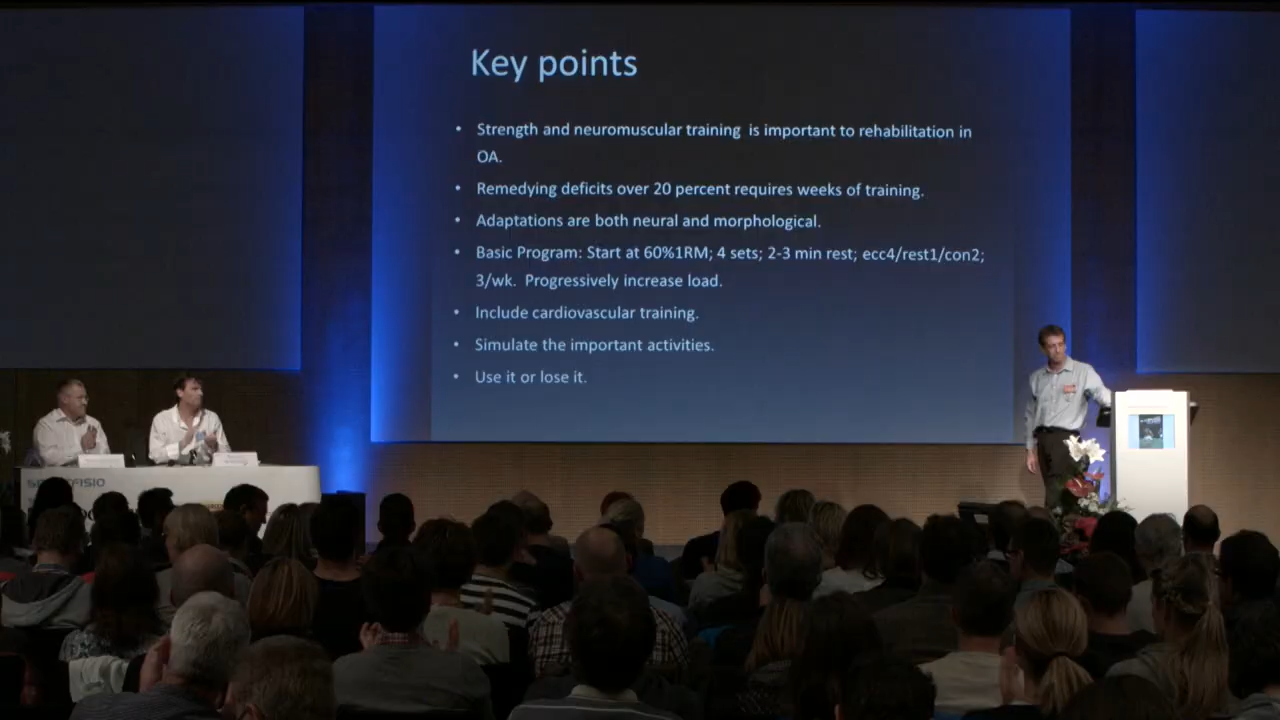 Key points
• Strength and neuromuscular training is important to rehabilitation in
OA.
• Remedying deficits over 20 percent requires weeks of training.
• Adaptations are both neural and morphological.
• Basic Program: Start at 60%1RM; 4 sets; 2-3 min rest; ecc4/rest1/con2;
3/wk. Progressively increase load.
• Include cardiovascular training.
• Simulate the important activities.
• Use it or lose it.